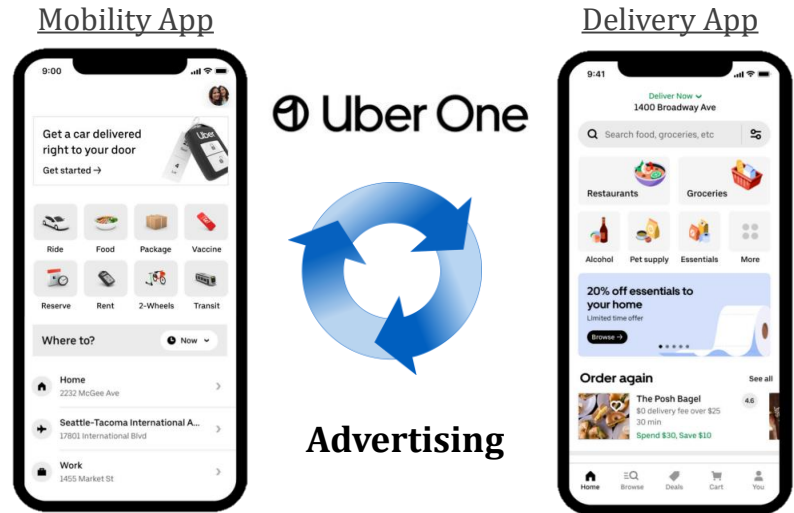 Mobility App
9:00
Get a car delivered
right to your door
Get started →
Uber
Ride
Food
Package
Vaccine
Reserve
Rent
2-Wheels
Transit
Where to?
Now
Home
2232 McGee Ave
Seattle-Tacoma International A...
17801 International Blvd
Work
1455 Market St
Uber One
Advertising
Delivery App
9:41
Deliver Now
1400 Broadway Ave
Search food, groceries, etc
Restaurants
Groceries
Alcohol
Pet supply
Essentials
More
20% off essentials to
your home
Limited time offer
Browse →
Order again
See all
The Posh Bagel
4.6
$0 delivery fee over $25
30 min
Spend $30, Save $10
Home
Browse
Deals
Cart
You